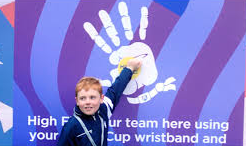 High F your team here using
your Cup wristband and